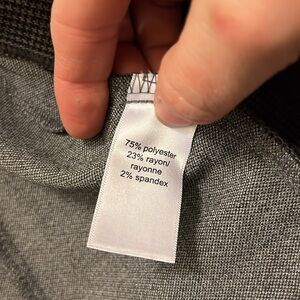 75% polyester
23% rayon/
rayonne
2% spandex